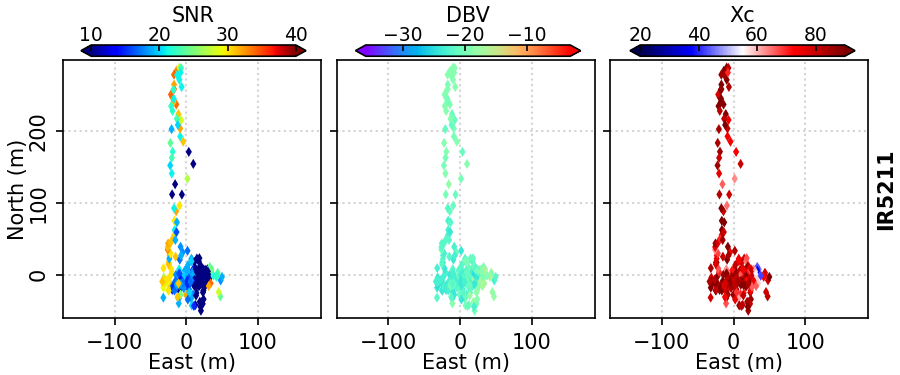 SNR DBV Xc
10 20 30 40 −30 −20 −10 20 40 60 80
North (m)
200
100
0
IR5211
−100 0 100 −100 0 100 −100 0 100
East (m) East (m) East (m)